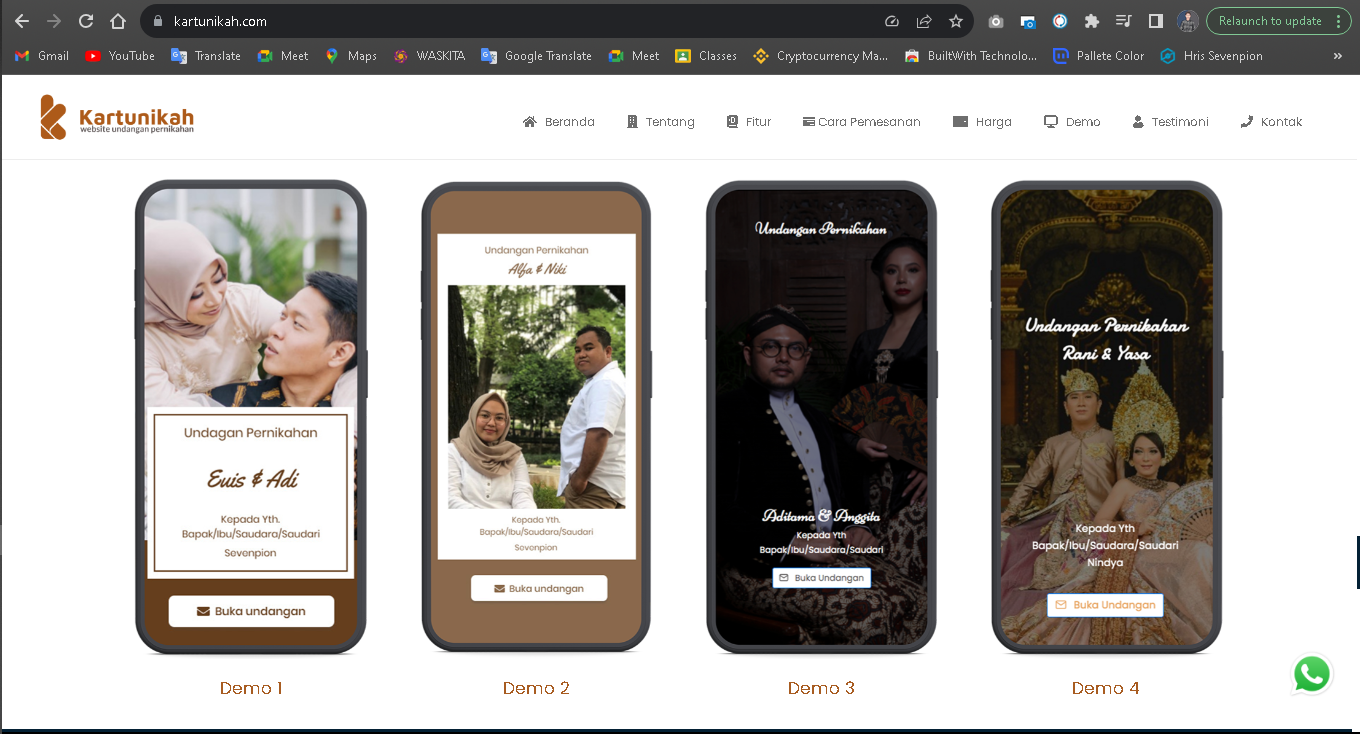 kartunikah.com
Relaunch to update
Gmail
YouTube
Translate
Meet
Maps
WASKITA
Google Translate
Meet
Classes
Cryptocurrency Ma...
BuiltWith Technolo...
Pallete Color
Hris Sevenpion
»
Kartunikah
website undangan pernikahan
Beranda
Tentang
Fitur
Cara Pemesanan
Harga
Demo
Testimoni
Kontak
Undagan Pernikahan
Euis & Adi
Kepada Yth.
Bapak/Ibu/Saudara/Saudari
Sevenpion
Buka undangan
Demo 1
Undangan Pernikahan
Alfa & Niki
Kepada Yth.
Bapak/Ibu/Saudara/Saudari
Sevenpion
Buka undangan
Demo 2
Undangan Pernikahan
Aditama & Anggita
Kepada Yth
Bapak/Ibu/Saudara/Saudari
Buka Undangan
Demo 3
Undangan Pernikahan
Rani & Yasa
Kepada Yth
Bapak/Ibu/Saudara/Saudari
Nindya
Buka Undangan
Demo 4